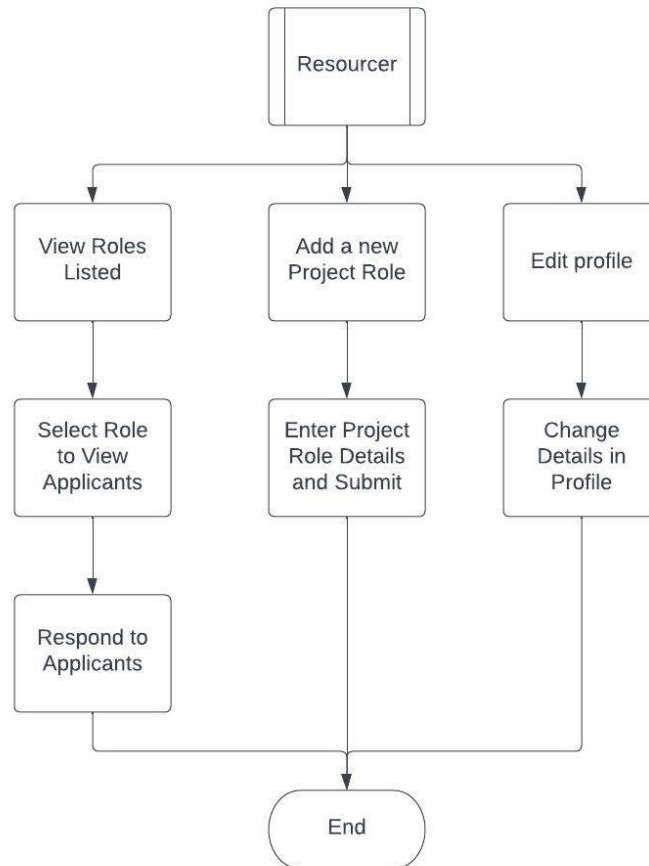 Resourcer
View Roles
Listed
Add a new
Project Role
Edit profile
Select Role
to View
Applicants
Enter Project
Role Details
and Submit
Change
Details in
Profile
Respond to
Applicants
End